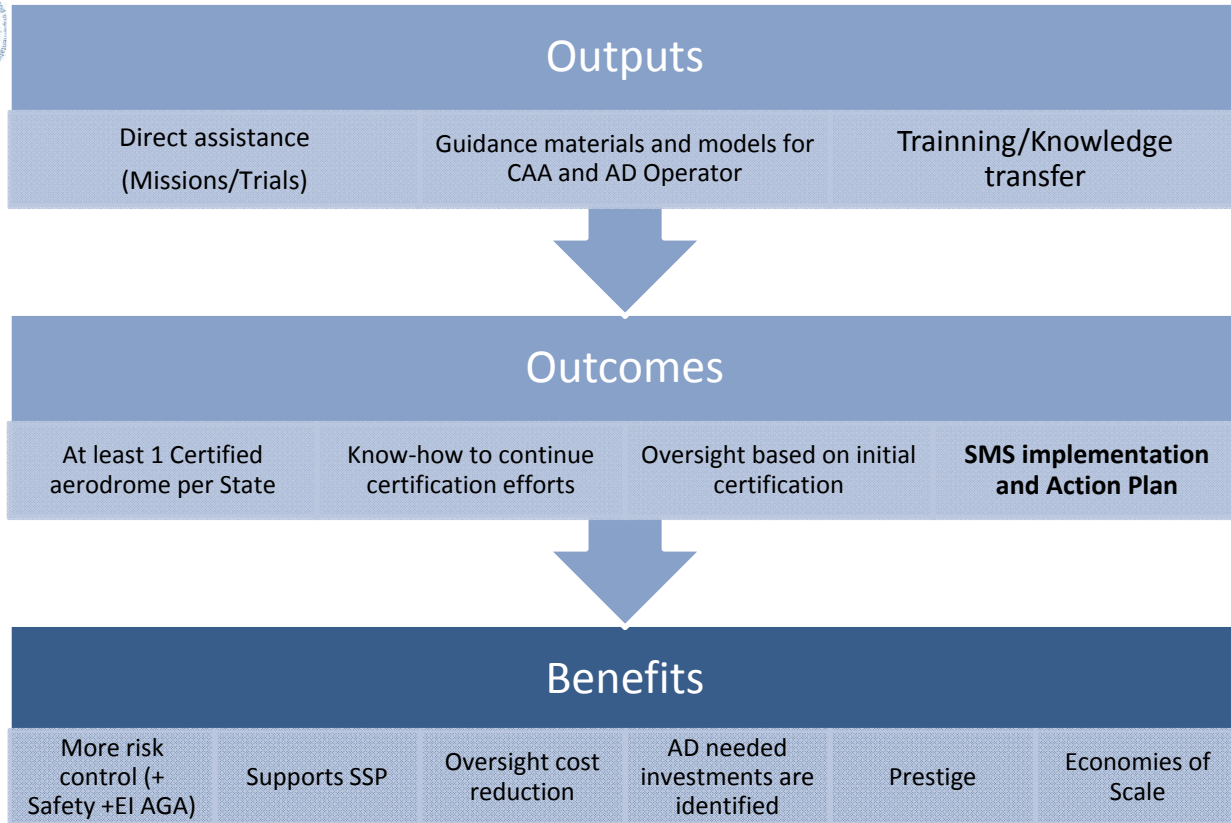 Outputs
Direct assistance
(Missions/Trials)
Guidance materials and models for
CAA and AD Operator
Trainning/Knowledge
transfer
Outcomes
At least 1 Certified
aerodrome per State
Know-how to continue
certification efforts
Oversight based on initial
certification
SMS implementation
and Action Plan
Benefits
More risk
control (+
Safety +EI AGA)
Supports SSP
Oversight cost
reduction
AD needed
investments are
identified
Prestige
Economies of
Scale